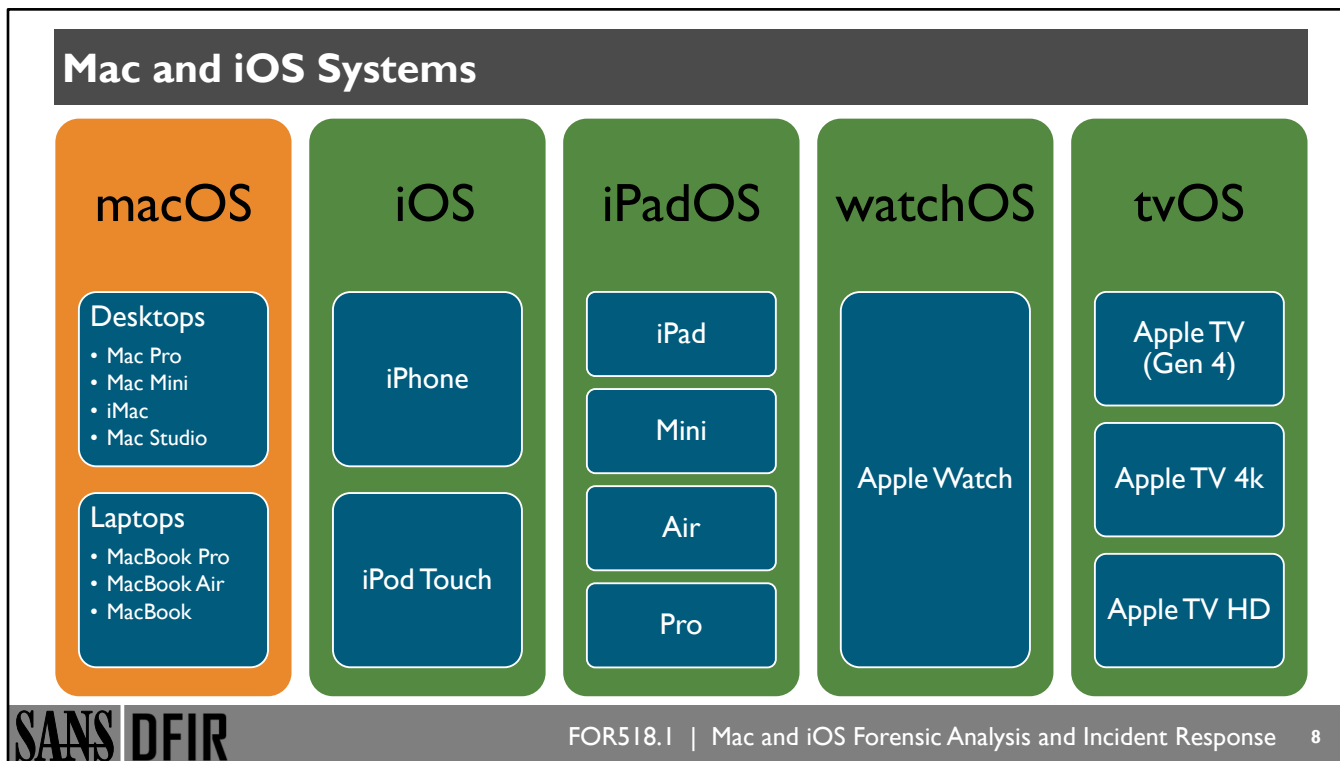 Mac and iOS Systems
macOS
Desktops
• Mac Pro
• Mac Mini
• iMac
• Mac Studio
Laptops
• MacBook Pro
• MacBook Air
• MacBook
iOS
iPhone
iPod Touch
iPadOS
iPad
Mini
Air
Pro
watchOS
Apple Watch
tvOS
Apple TV
(Gen 4)
Apple TV 4k
Apple TV HD
SANS DFIR
FOR518.1 | Mac and iOS Forensic Analysis and Incident Response 8